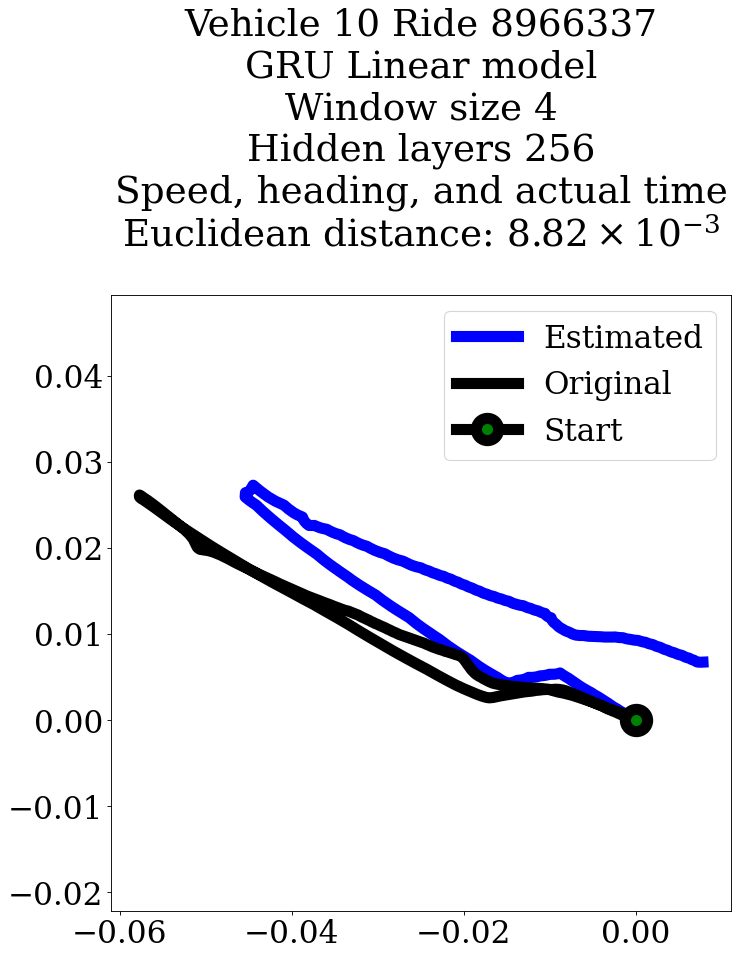 Vehicle 10 Ride 8966337
GRU Linear model
Window size 4
Hidden layers 256
Speed, heading, and actual time
Euclidean distance: 8.82 × 10⁻³
Estimated
Original
Start
0.04
0.03
0.02
0.01
0.00
−0.01
−0.02
−0.06
−0.04
−0.02
0.00